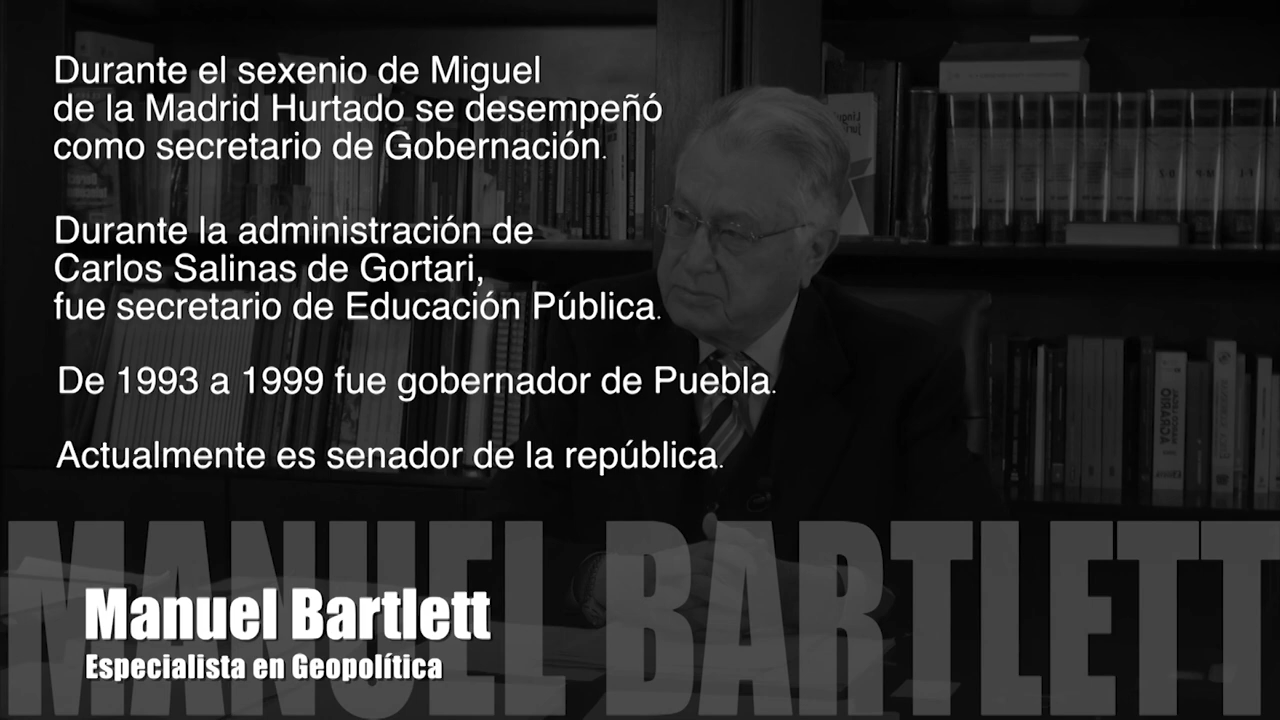 Durante el sexenio de Miguel
de la Madrid Hurtado se desempeñó
como secretario de Gobernación.
Durante la administración de
Carlos Salinas de Gortari,
fue secretario de Educación Pública.
De 1993 a 1999 fue gobernador de Puebla.
Actualmente es senador de la república.
MANUEL BARTLETT
Manuel Bartlett
Especialista en Geopolítica